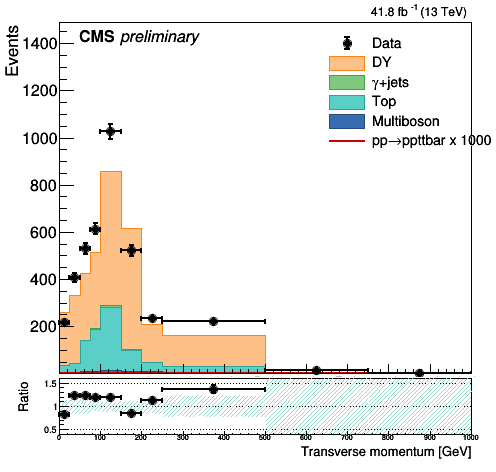 41.8 fb⁻¹ (13 TeV)
CMS preliminary
Events
1400
1200
1000
800
600
400
200
Data
DY
γ+jets
Top
Multiboson
pp→ppttbar x 1000
Ratio
1.5
1
0.5
0 100 200 300 400 500 600 700 800 900 1000
Transverse momentum [GeV]